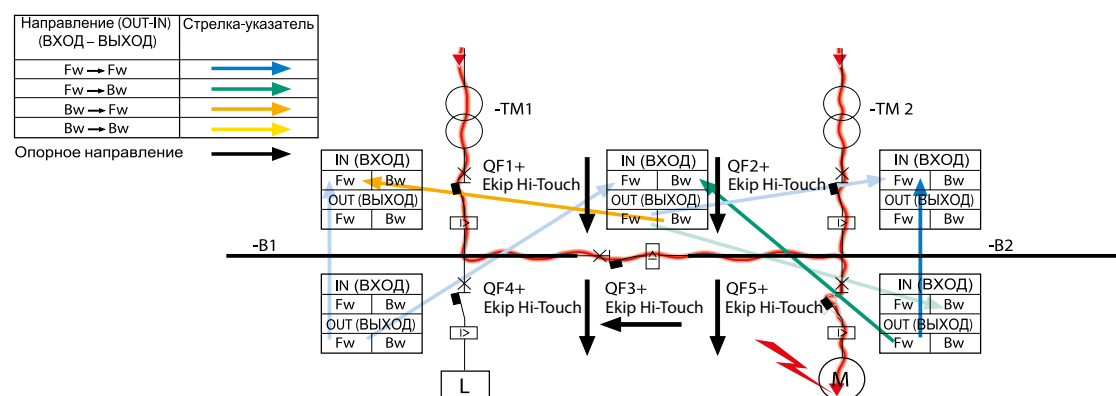 Направление (OUT-IN) Стрелка-указатель
(ВХОД – ВЫХОД)
Fw → Fw
Fw → Bw
Bw → Fw
Bw → Bw
Опорное направление
-TM1
-TM 2
IN (ВХОД)
Fw Bw
OUT (ВЫХОД)
Fw Bw
QF1+
Ekip Hi-Touch
IN (ВХОД)
Fw Bw
OUT (ВЫХОД)
Fw Bw
QF2+
Ekip Hi-Touch
IN (ВХОД)
Fw Bw
OUT (ВЫХОД)
Fw Bw
I>
I>
-B1
I>
-B2
IN (ВХОД)
Fw Bw
OUT (ВЫХОД)
Fw Bw
QF4+
Ekip Hi-Touch
QF3+
Ekip Hi-Touch
QF5+
Ekip Hi-Touch
IN (ВХОД)
Fw Bw
OUT (ВЫХОД)
Fw Bw
I>
I>
L
M